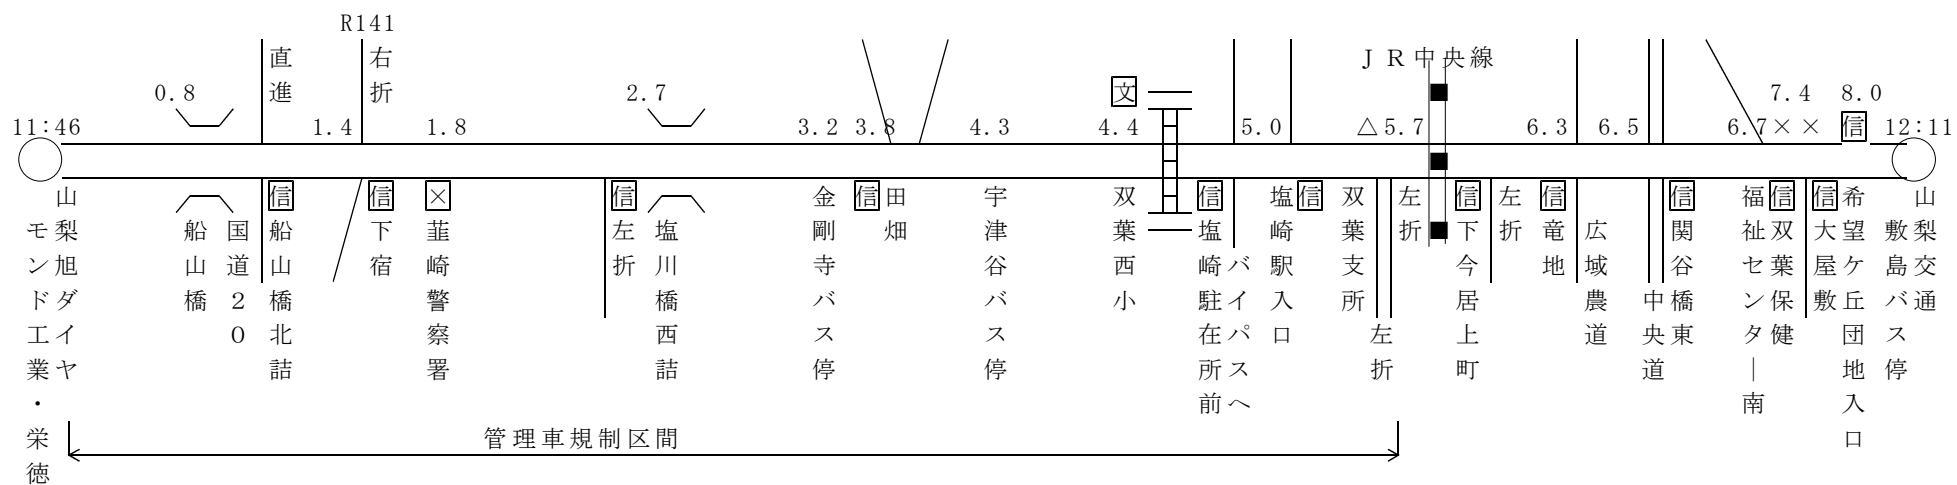 R141
直進
右折
ＪＲ中央線
0.8
2.7
文
7.4
8.0
11:46
1.4
1.8
3.2
3.8
4.3
4.4
5.0
△5.7
6.3
6.5
6.7
××
信
12:11
山梨旭ダイヤモンド工業・栄徳
船山橋
国道２０
信
船山橋北詰
信
下宿
×
韮崎警察署
信
左折
塩川橋西詰
金剛寺バス停
信
田畑
宇津谷バス停
双葉西小
信
塩崎駐在所前
バイパスへ
塩崎駅入口
信
双葉支所
左折
左折
信
下今居上町
左折
信
竜地
広域農道
中央道
信
関谷橋東
福祉センター南
信
双葉保健
信
大屋敷
希望ケ丘団地入口
山梨交通敷島バス停
管理車規制区間